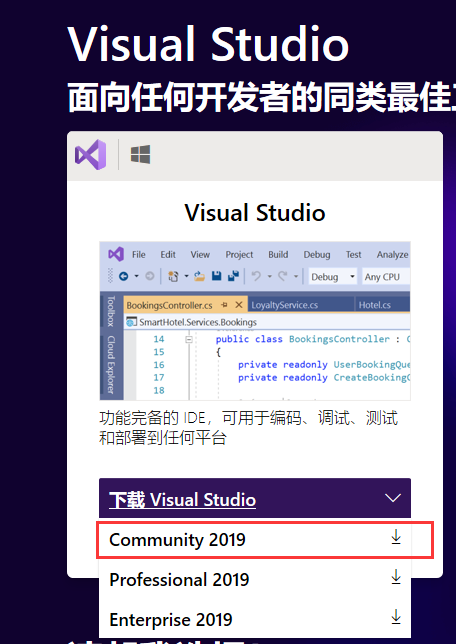 Visual Studio
面向任何开发者的同类最佳
Visual Studio
File Edit View Project Build Debug Test Analyze
Debug Any CPU
Toolbox
Cloud Explorer
BookingsController.cs LoyaltyService.cs Hotel.cs
SmartHotel.Services.Bookings
14 public class BookingsController : C
15 {
16 private readonly UserBookingQue
17 private readonly CreateBookingC
18
功能完备的 IDE，可用于编码、调试、测试
和部署到任何平台
下载 Visual Studio
Community 2019
Professional 2019
Enterprise 2019